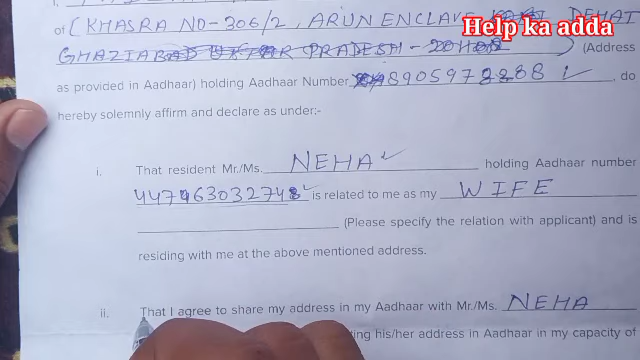 Help ka adda
of [ KHASRA NO-306/2, ARUN ENCLAVE DEHAT
GHAZIABAD UTTAR PRADESH - ) (Address
as provided in Aadhaar) holding Aadhaar Number ✓, do
hereby solemnly affirm and declare as under:-
i. That resident Mr./Ms. NEHA ✓ holding Aadhaar number
✓ is related to me as my WIFE
(Please specify the relation with applicant) and is
residing with me at the above mentioned address.
ii. That I agree to share my address in my Aadhaar with Mr./Ms. NEHA
his/her address in Aadhaar in my capacity of